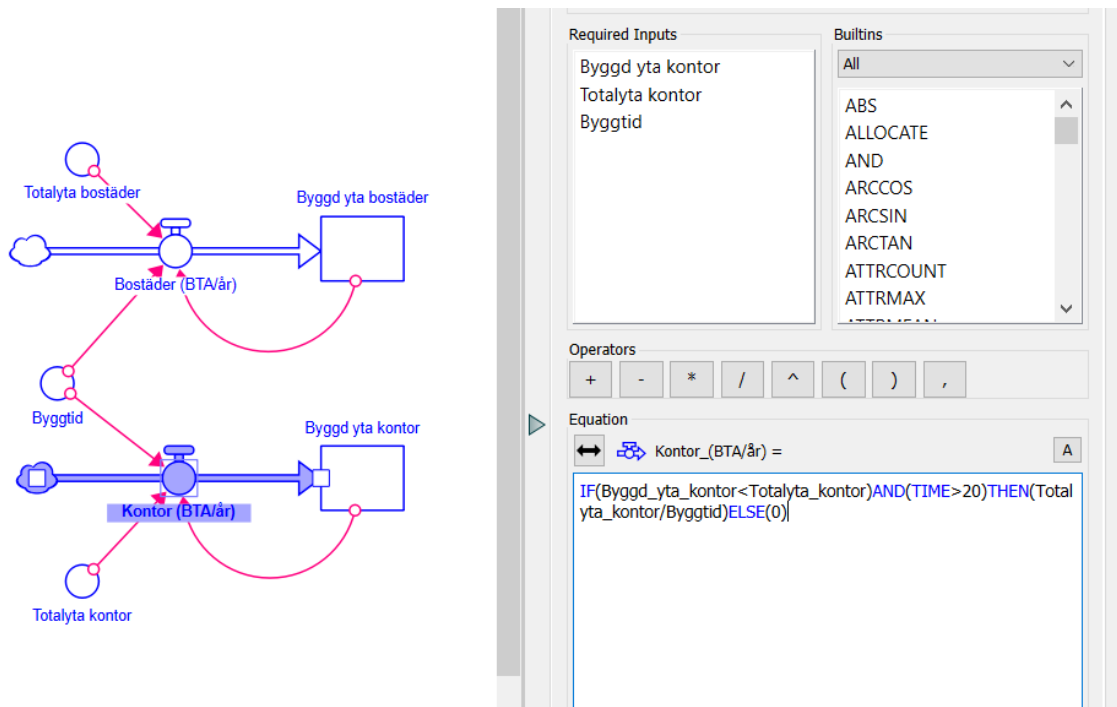 Totalyta bostäder
Byggd yta bostäder
Bostäder (BTA/år)
Byggtid
Byggd yta kontor
Kontor (BTA/år)
Totalyta kontor
Required Inputs
Byggd yta kontor
Totalyta kontor
Byggtid
Builtins
All
ABS
ALLOCATE
AND
ARCCOS
ARCSIN
ARCTAN
ATTRCOUNT
ATTRMAX
ATTRMEAN
Operators
+ - * / ^ ( ) ,
Equation
Kontor_(BTA/år) =
A
IF(Byggd_yta_kontor<Totalyta_kontor)AND(TIME>20)THEN(Total
yta_kontor/Byggtid)ELSE(0)